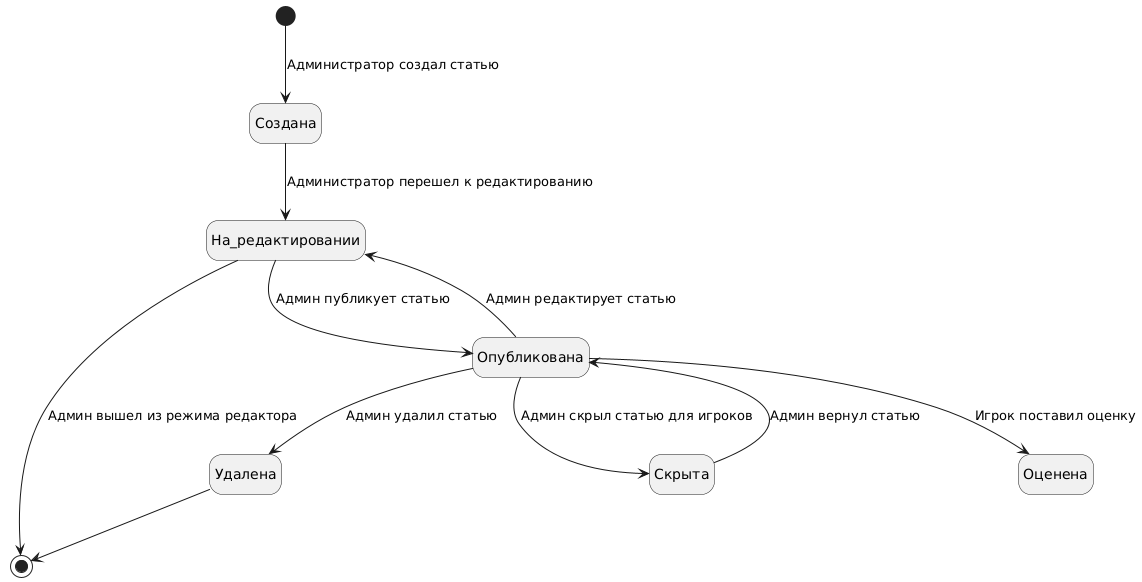 Администратор создал статью
Создана
Администратор перешел к редактированию
На_редактировании
Админ публикует статью
Админ редактирует статью
Опубликована
Админ вышел из режима редактора
Админ удалил статью
Админ скрыл статью для игроков
Админ вернул статью
Игрок поставил оценку
Удалена
Скрыта
Оценена